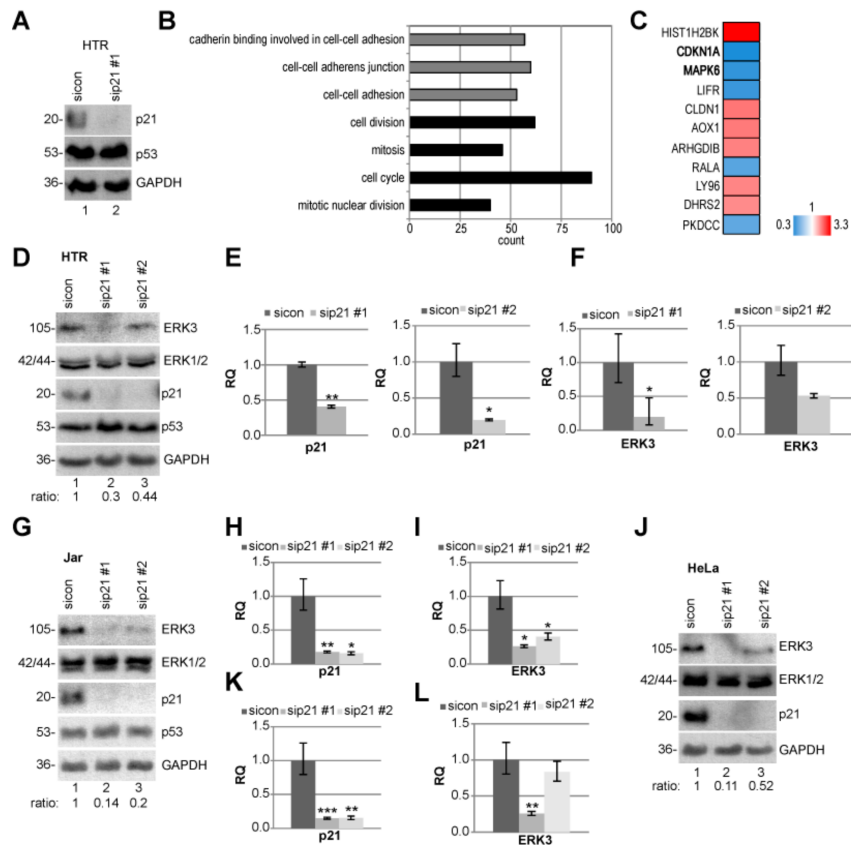 A
HTR
sicon
sip21 #1
20-
p21
53-
p53
36-
GAPDH
1 2
B
cadherin binding involved in cell-cell adhesion
cell-cell adherens junction
cell-cell adhesion
cell division
mitosis
cell cycle
mitotic nuclear division
0 25 50 75 100
count
C
HIST1H2BK
CDKN1A
MAPK6
LIFR
CLDN1
AOX1
ARHGDIB
RALA
LY96
DHRS2
PKDCC
1
0.3 3.3
D
HTR
sicon
sip21 #1
sip21 #2
105-
ERK3
42/44-
ERK1/2
20-
p21
53-
p53
36-
GAPDH
1 2 3
ratio: 1 0.3 0.44
E
sicon sip21 #1
1.5
1.0
0.5
0.0
RQ
**
p21
sicon sip21 #2
1.5
1.0
0.5
0.0
RQ
*
p21
F
sicon sip21 #1
1.5
1.0
0.5
0.0
RQ
*
ERK3
sicon sip21 #2
1.5
1.0
0.5
0.0
RQ
ERK3
G
Jar
sicon
sip21 #1
sip21 #2
105-
ERK3
42/44-
ERK1/2
20-
p21
53-
p53
36-
GAPDH
1 2 3
ratio: 1 0.14 0.2
H
sicon sip21 #1 sip21 #2
1.5
1.0
0.5
0.0
RQ
** *
p21
I
sicon sip21 #1 sip21 #2
1.5
1.0
0.5
0.0
RQ
* *
ERK3
J
HeLa
sicon
sip21 #1
sip21 #2
105-
ERK3
42/44-
ERK1/2
20-
p21
36-
GAPDH
1 2 3
ratio: 1 0.11 0.52
K
sicon sip21 #1 sip21 #2
1.5
1.0
0.5
0.0
RQ
*** **
p21
L
sicon sip21 #1 sip21 #2
1.5
1.0
0.5
0.0
RQ
**
ERK3